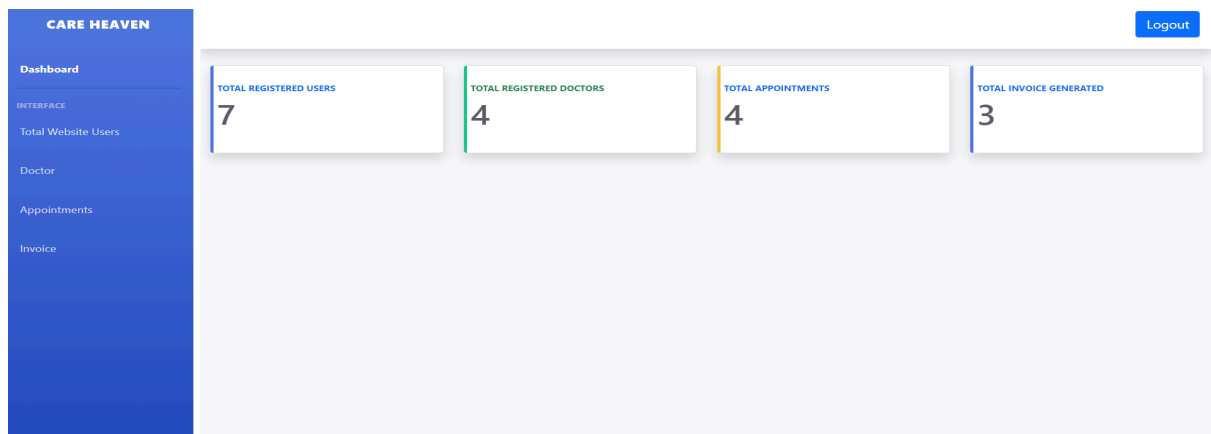 CARE HEAVEN
Logout
Dashboard
INTERFACE
Total Website Users
Doctor
Appointments
Invoice
TOTAL REGISTERED USERS
7
TOTAL REGISTERED DOCTORS
4
TOTAL APPOINTMENTS
4
TOTAL INVOICE GENERATED
3